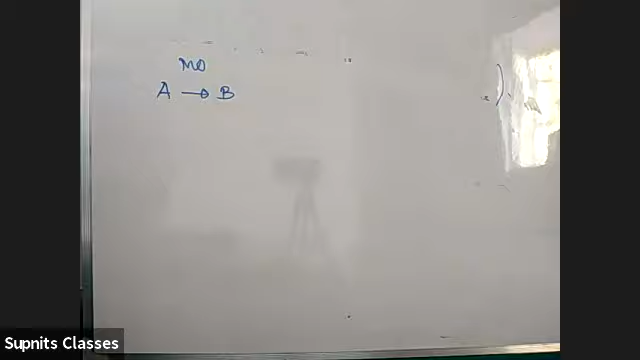 MO
A → B
Supnits Classes